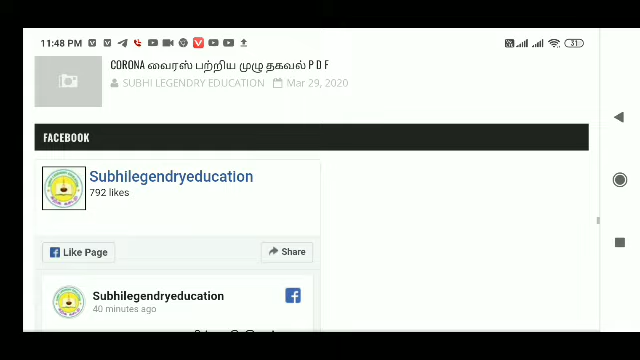 11:48 PM
31
CORONA வைரஸ் பற்றிய முழு தகவல் P D F
SUBHI LEGENDRY EDUCATION Mar 29, 2020
FACEBOOK
Subhilegendryeducation
792 likes
Like Page
Share
Subhilegendryeducation
40 minutes ago